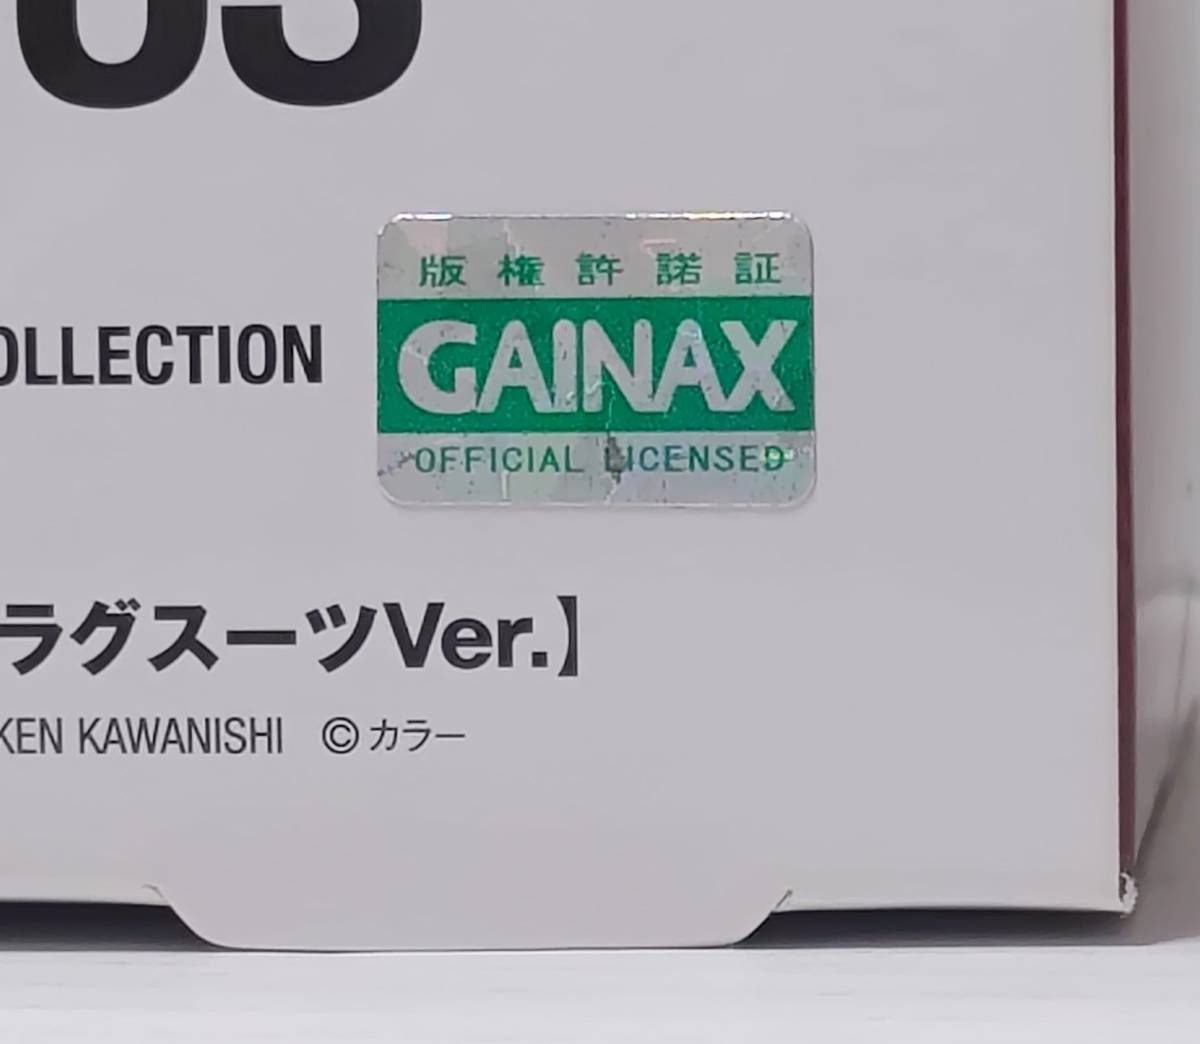 OLLECTION
版権許諾証
GAINAX
OFFICIAL LICENSED
ラグスーツVer.】
KEN KAWANISHI ©カラー